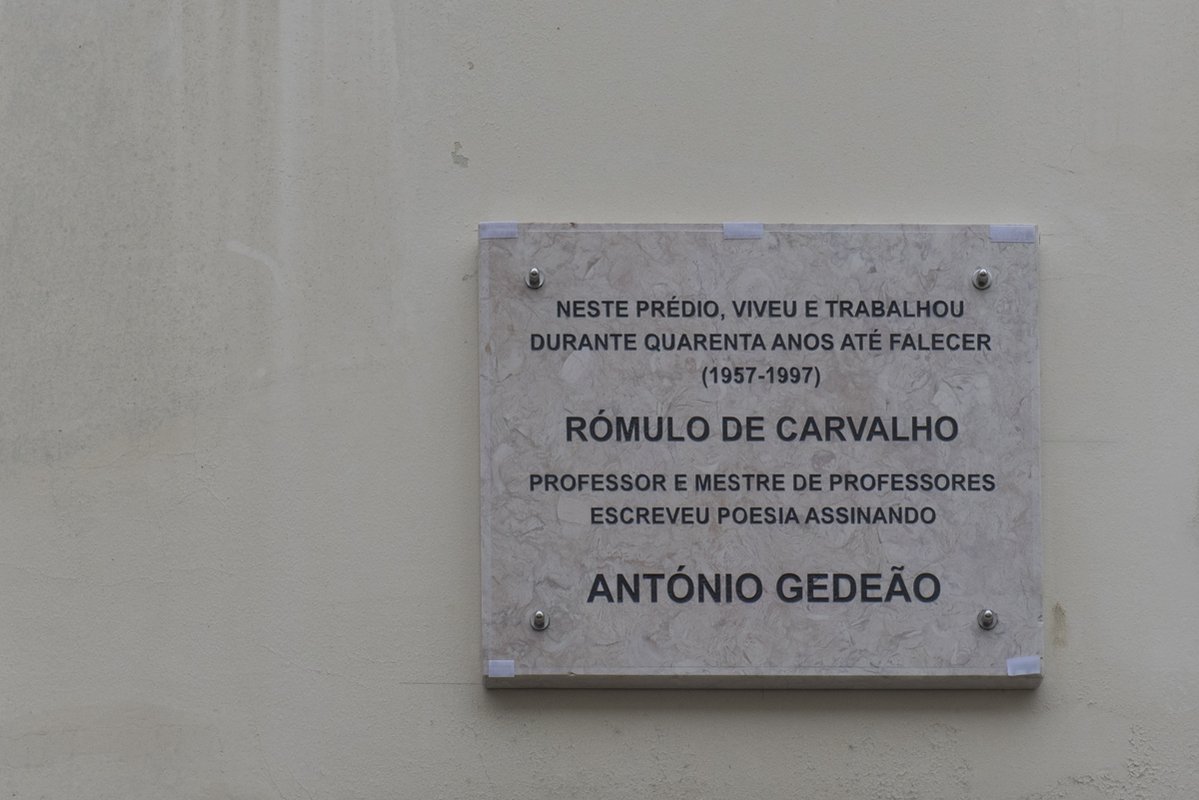 NESTE PRÉDIO, VIVEU E TRABALHOU
DURANTE QUARENTA ANOS ATÉ FALECER
(1957-1997)
RÓMULO DE CARVALHO
PROFESSOR E MESTRE DE PROFESSORES
ESCREVEU POESIA ASSINANDO
ANTÓNIO GEDEÃO